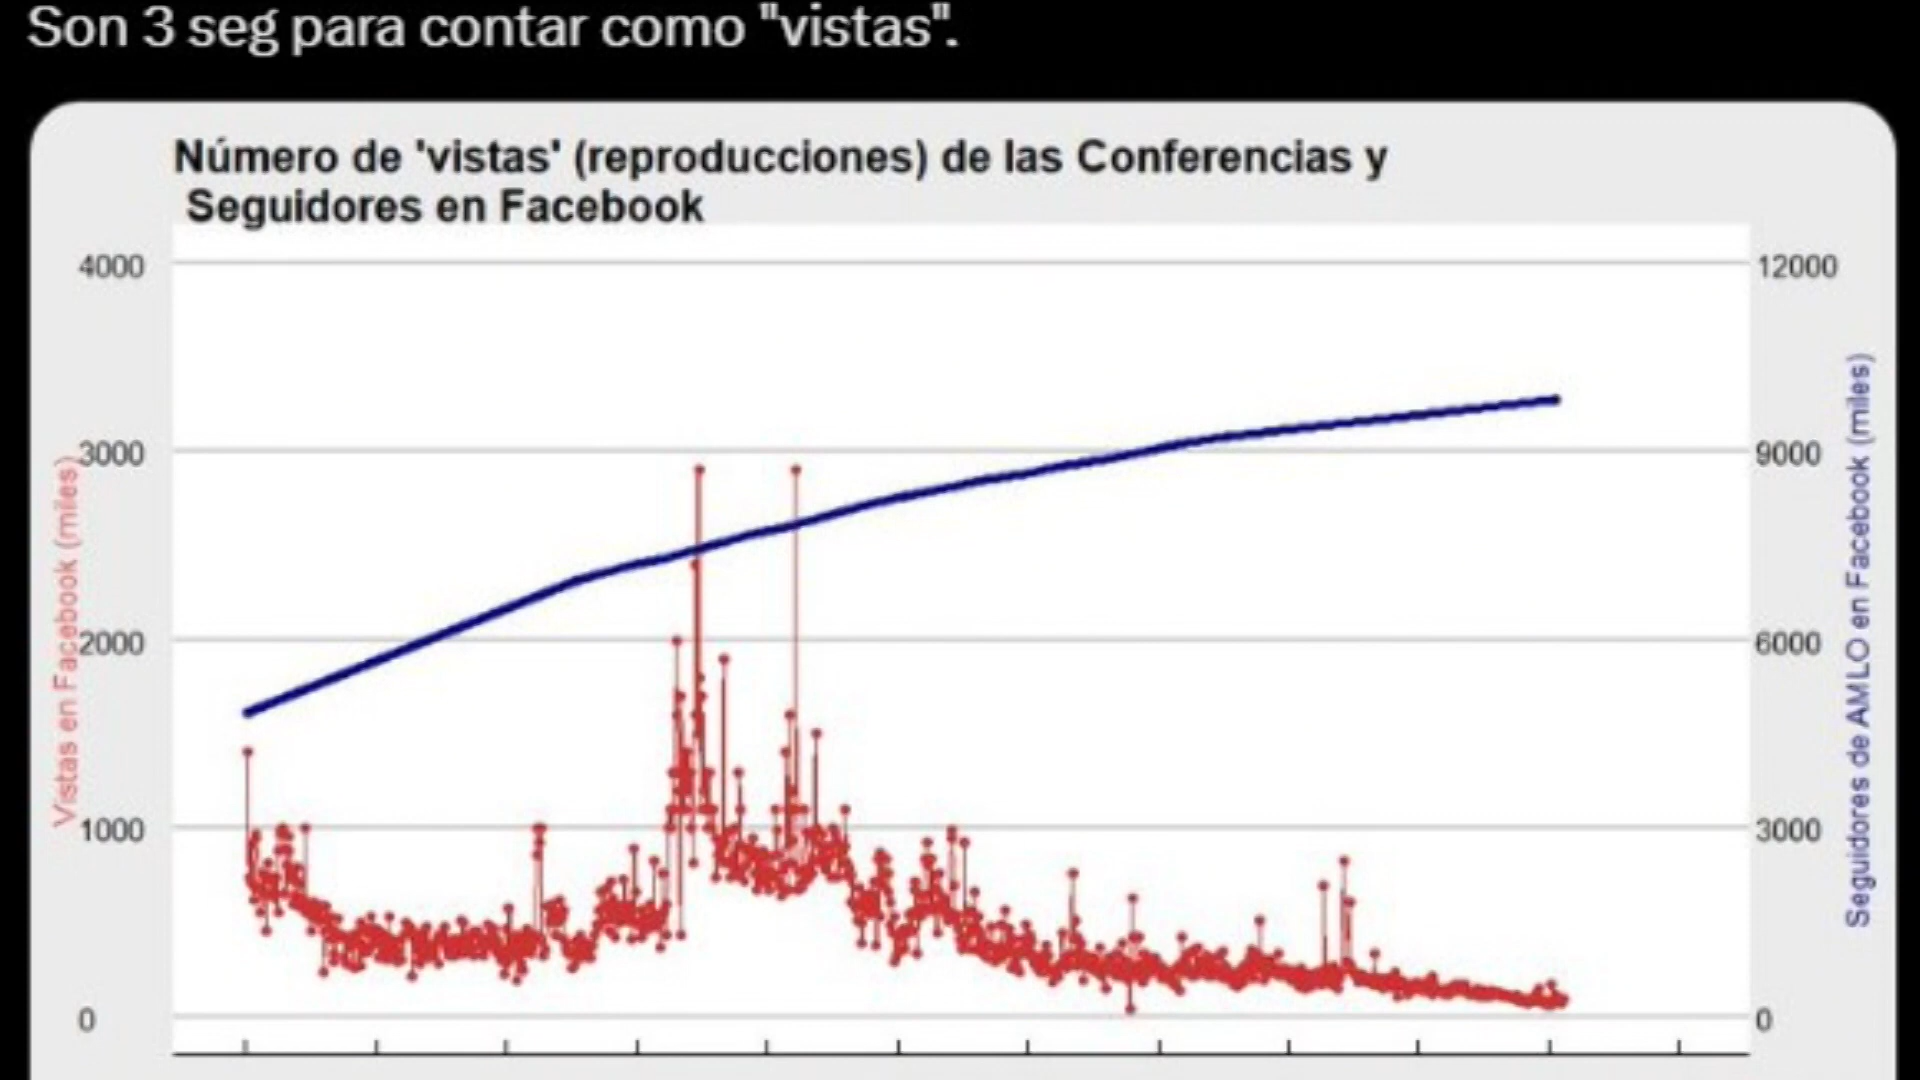 Son 3 seg para contar como "vistas".
Número de 'vistas' (reproducciones) de las Conferencias y
Seguidores en Facebook
4000
3000
2000
1000
0
12000
9000
6000
3000
0
Vistas en Facebook (miles)
Seguidores de AMLO en Facebook (miles)